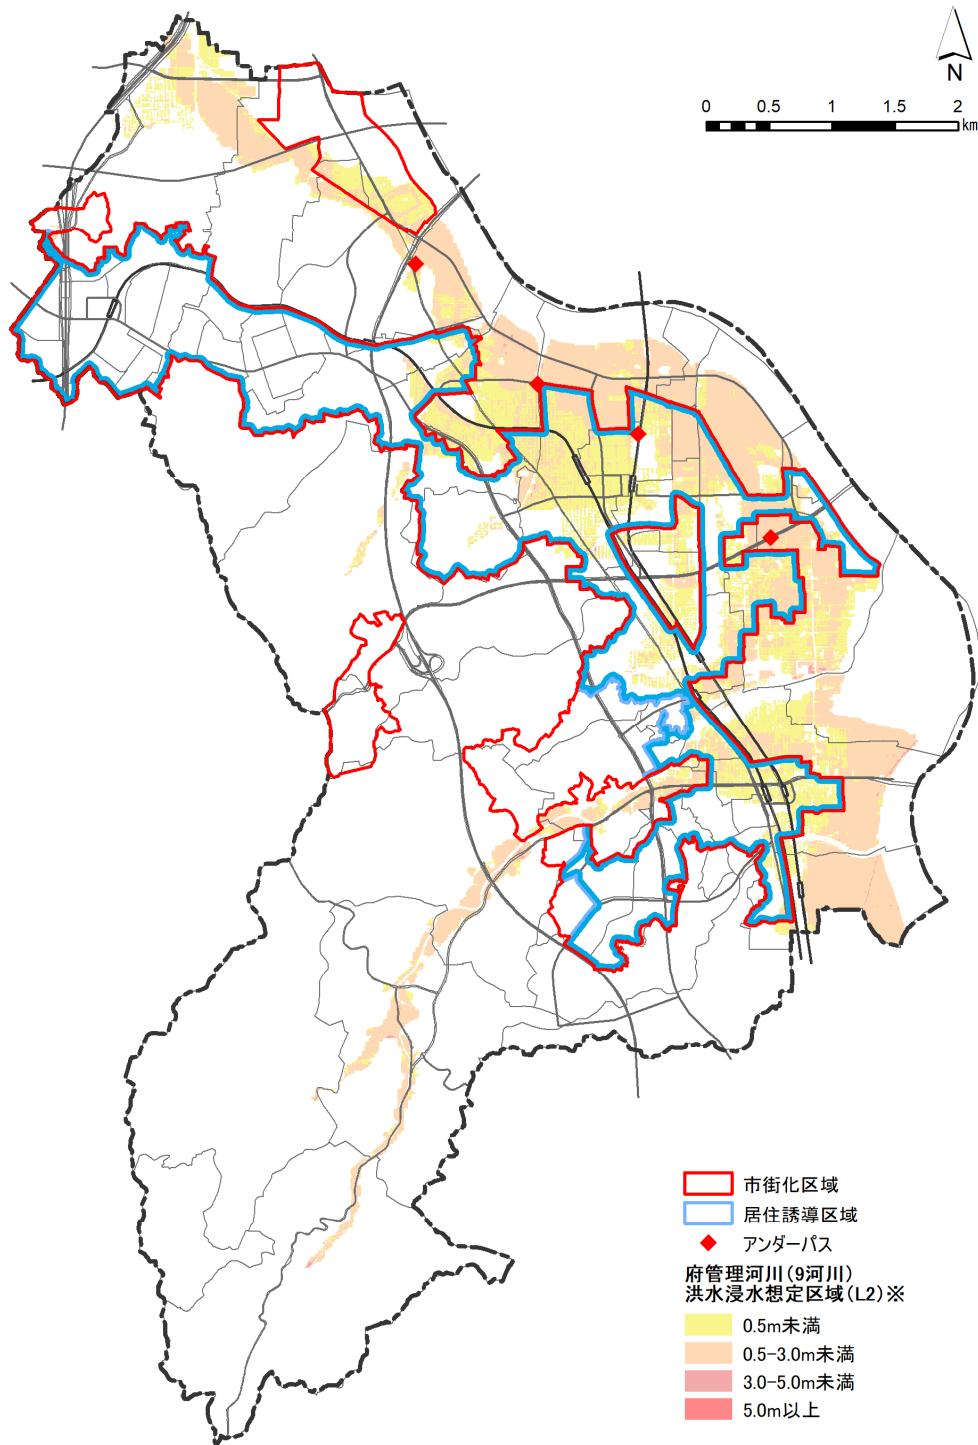 N
0 0.5 1 1.5 2
km
市街化区域
居住誘導区域
アンダーパス
府管理河川(9河川)
洪水浸水想定区域(L2)※
0.5m未満
0.5-3.0m未満
3.0-5.0m未満
5.0m以上